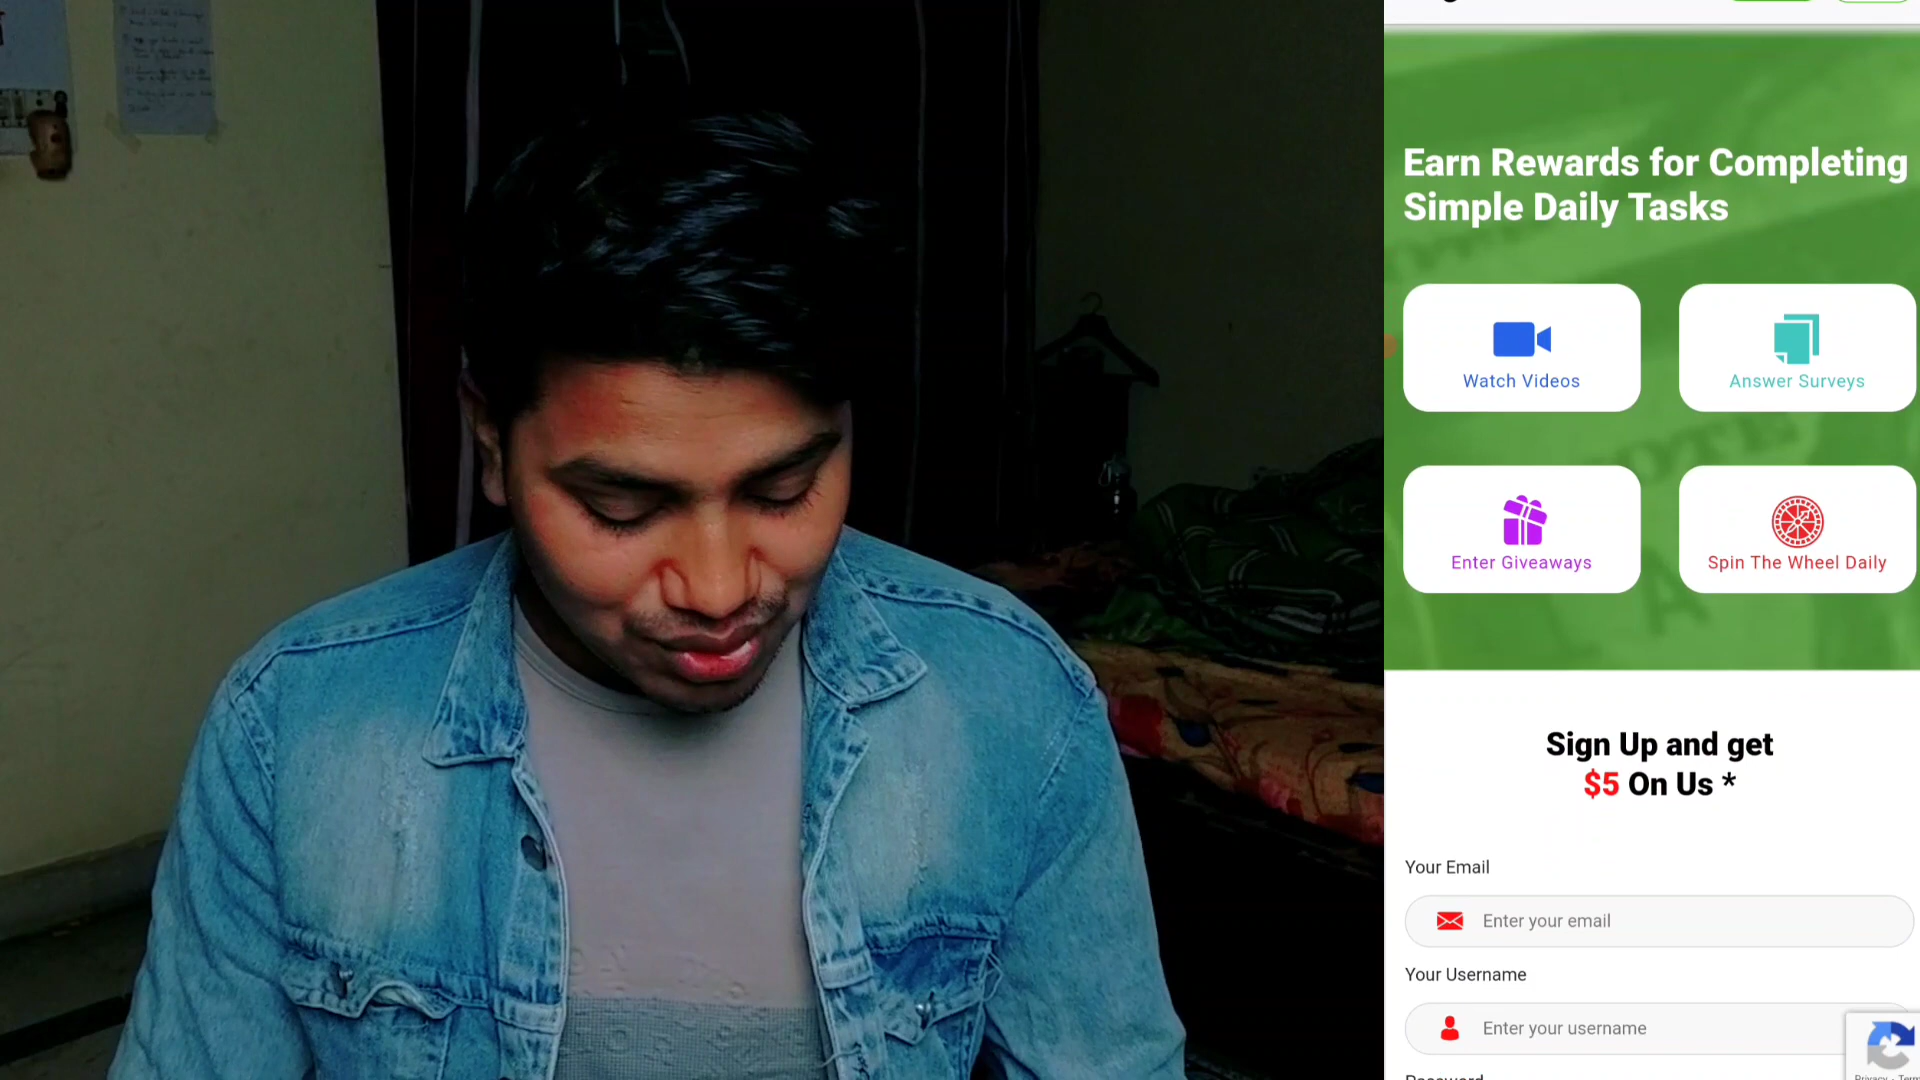 Earn Rewards for Completing
Simple Daily Tasks
Watch Videos
Answer Surveys
Enter Giveaways
Spin The Wheel Daily
Sign Up and get
$5 On Us *
Your Email
Enter your email
Your Username
Enter your username